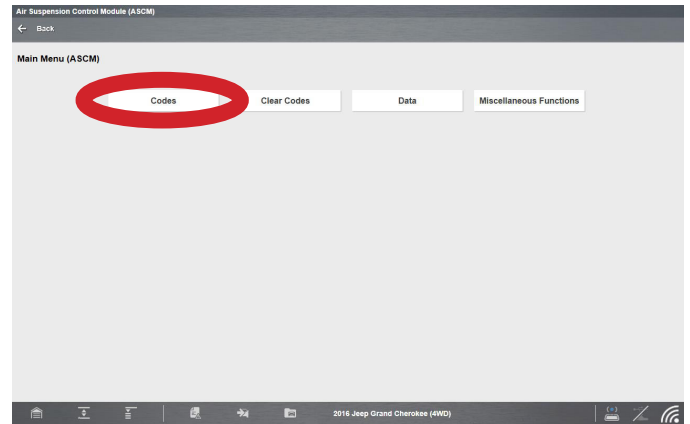 Air Suspension Control Module (ASCM)
Back
Main Menu (ASCM)
Codes Clear Codes Data Miscellaneous Functions
2016 Jeep Grand Cherokee (4WD)